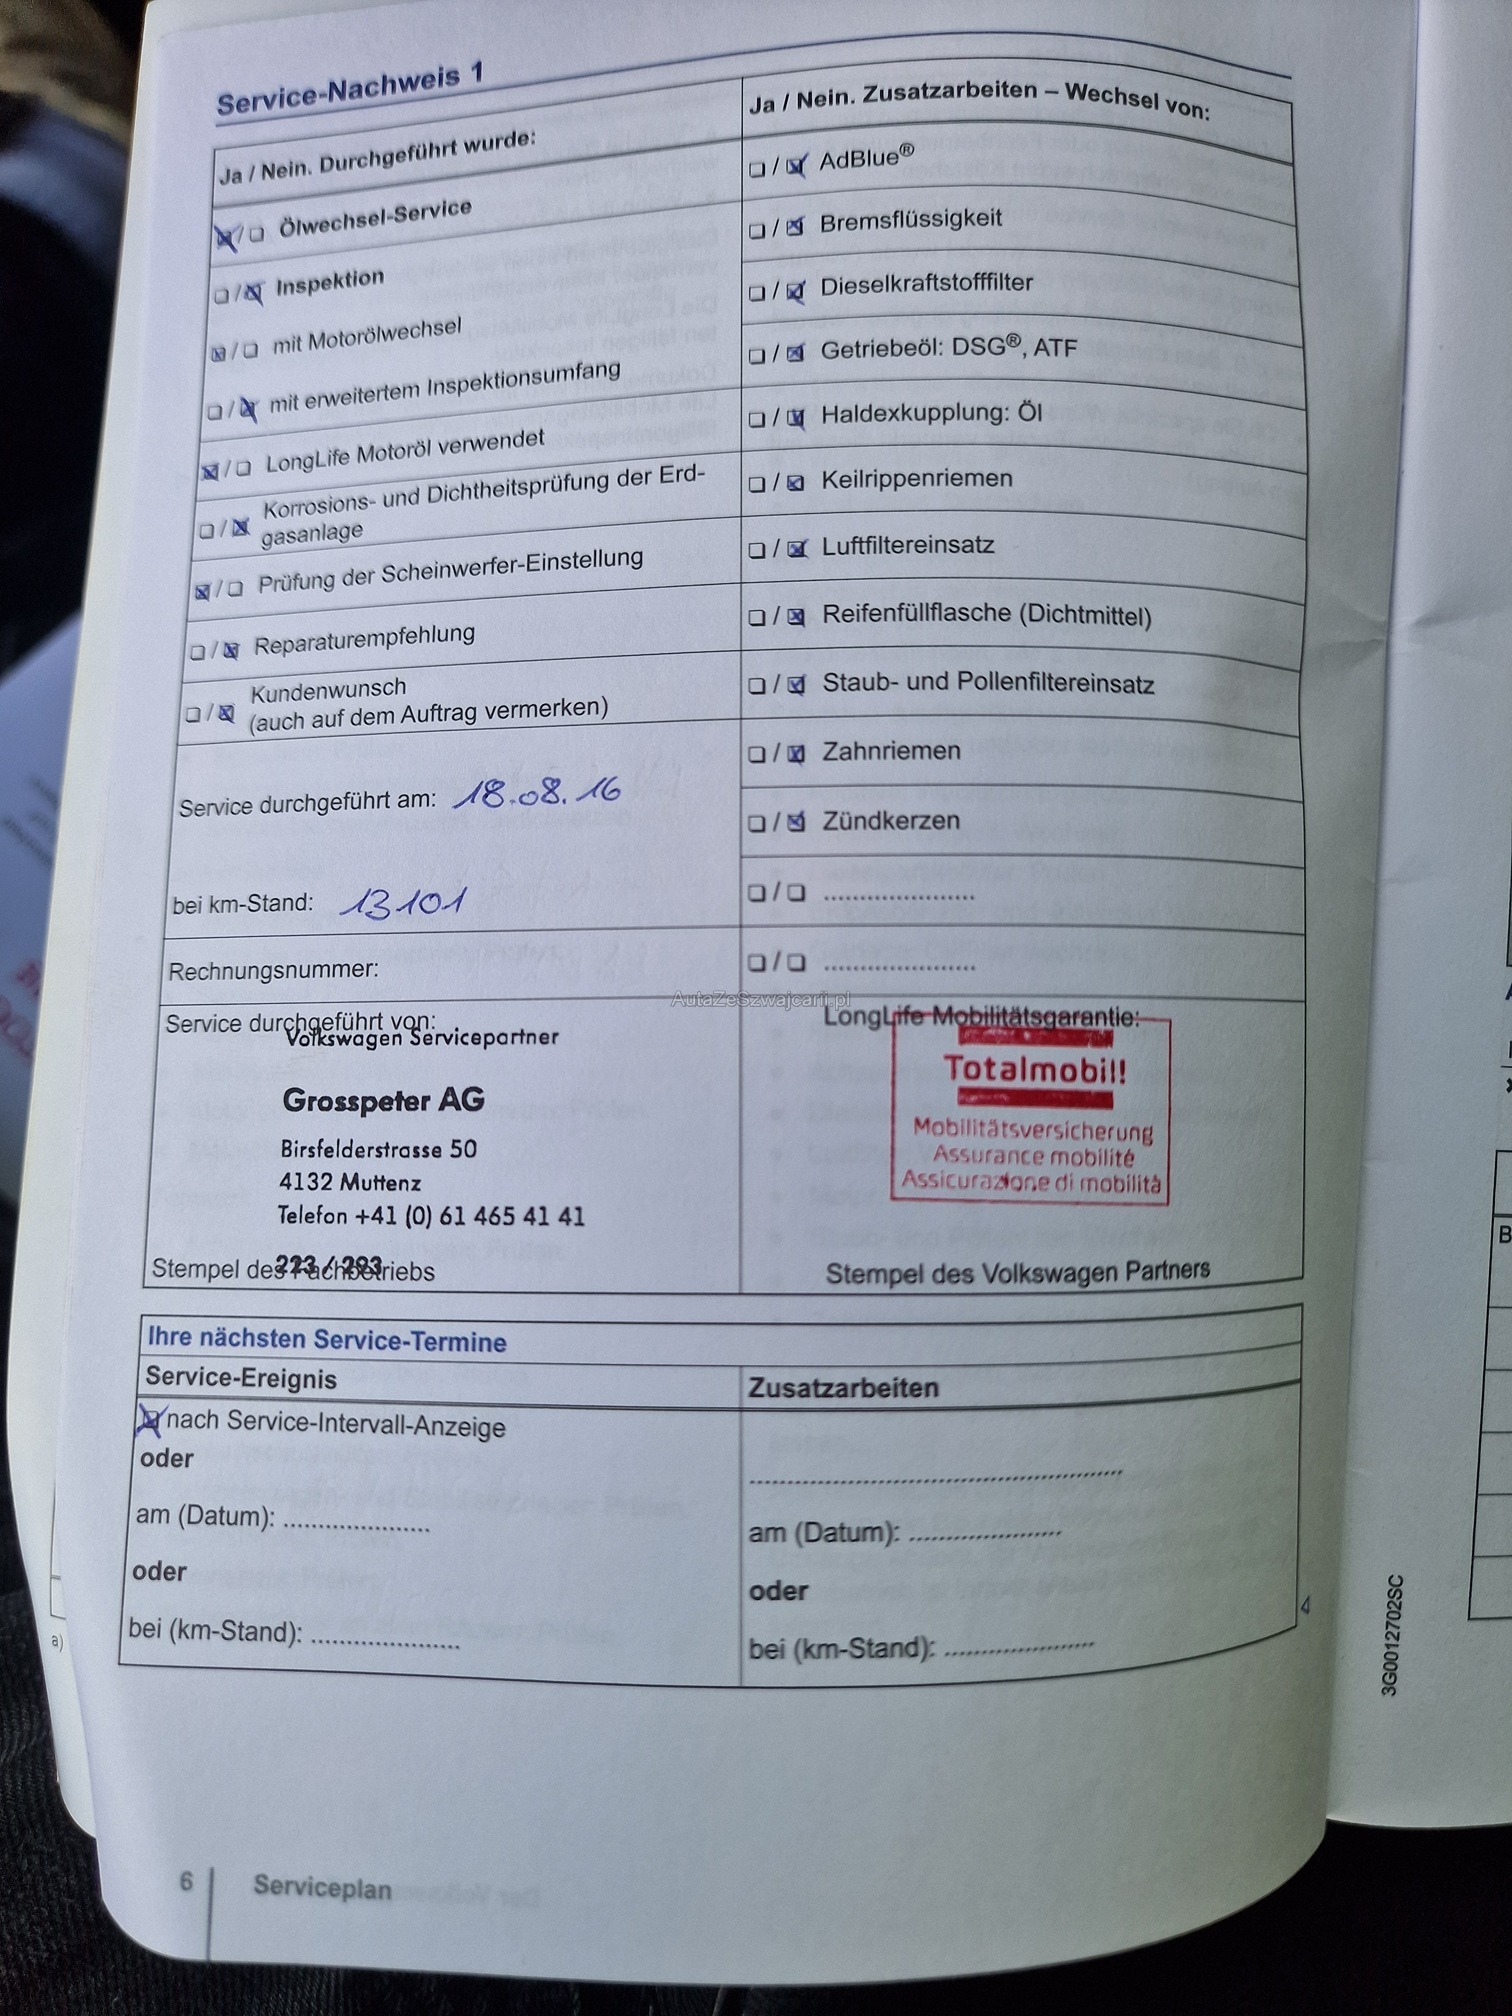 Service-Nachweis 1
Ja / Nein. Durchgeführt wurde:
☒/☐ Ölwechsel-Service
☐/☒ Inspektion
☒/☐ mit Motorölwechsel
☐/☒ mit erweitertem Inspektionsumfang
☒/☐ LongLife Motoröl verwendet
☐/☒ Korrosions- und Dichtheitsprüfung der Erd-
gasanlage
☒/☐ Prüfung der Scheinwerfer-Einstellung
☐/☒ Reparaturempfehlung
☐/☒ Kundenwunsch
(auch auf dem Auftrag vermerken)
Service durchgeführt am: 18.08.16
bei km-Stand: 13101
Rechnungsnummer:
Service durchgeführt von:
Volkswagen Servicepartner
Grosspeter AG
Birsfelderstrasse 50
4132 Muttenz
Telefon +41 (0) 61 465 41 41
223 / 293
Stempel des Fachbetriebs
Ja / Nein. Zusatzarbeiten – Wechsel von:
☐/☒ AdBlue®
☐/☒ Bremsflüssigkeit
☐/☒ Dieselkraftstofffilter
☐/☒ Getriebeöl: DSG®, ATF
☐/☒ Haldexkupplung: Öl
☐/☒ Keilrippenriemen
☐/☒ Luftfiltereinsatz
☐/☒ Reifenfüllflasche (Dichtmittel)
☐/☒ Staub- und Pollenfiltereinsatz
☐/☒ Zahnriemen
☐/☒ Zündkerzen
☐/☐ ......................
☐/☐ ......................
AutaZeSzwajcarii.pl
LongLife Mobilitätsgarantie:
Totalmobil!
Mobilitätsversicherung
Assurance mobilité
Assicurazione di mobilità
Stempel des Volkswagen Partners
Ihre nächsten Service-Termine
Service-Ereignis
☒ nach Service-Intervall-Anzeige
oder
am (Datum): .....................
oder
bei (km-Stand): .....................
Zusatzarbeiten
.....................................................
am (Datum): .....................
oder
bei (km-Stand): .....................
4
3G0012702SC
a)
B
6 Serviceplan